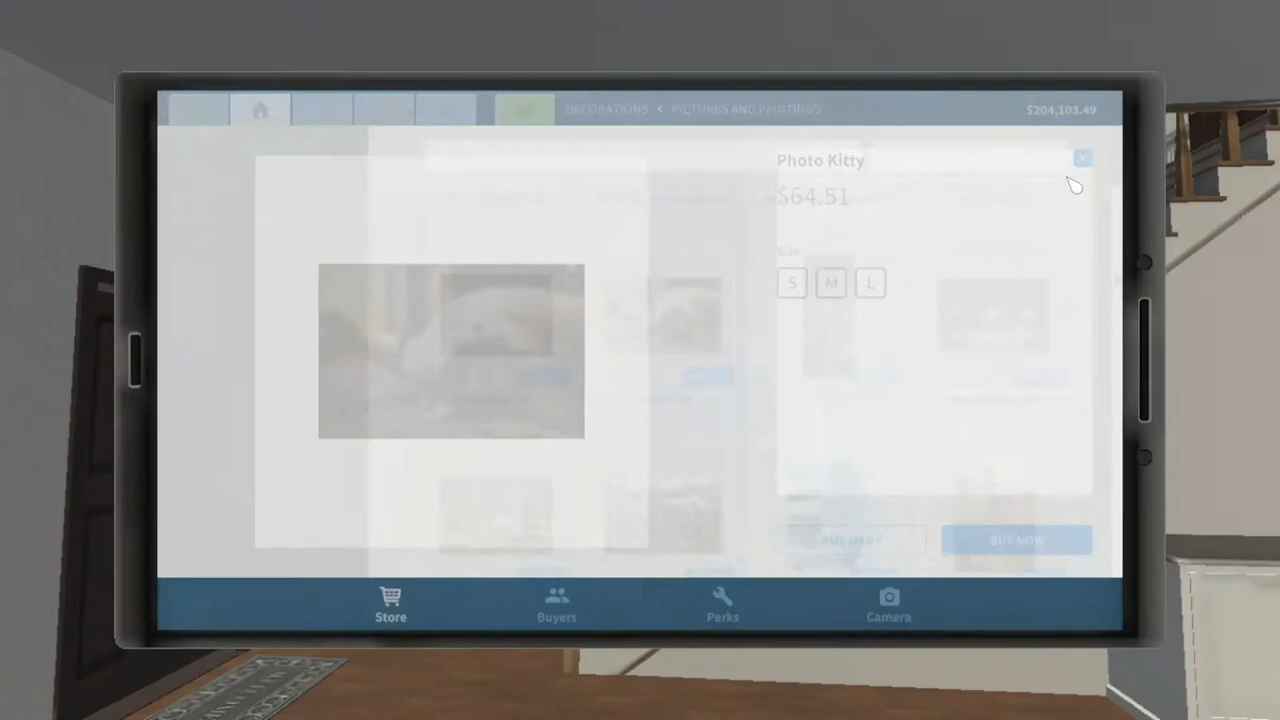 DECORATIONS < PICTURES AND PAINTINGS
$204,103.49
Photo Kitty
$64.51
Size
S M L
BUY MANY
BUY NOW
Store
Buyers
Perks
Camera